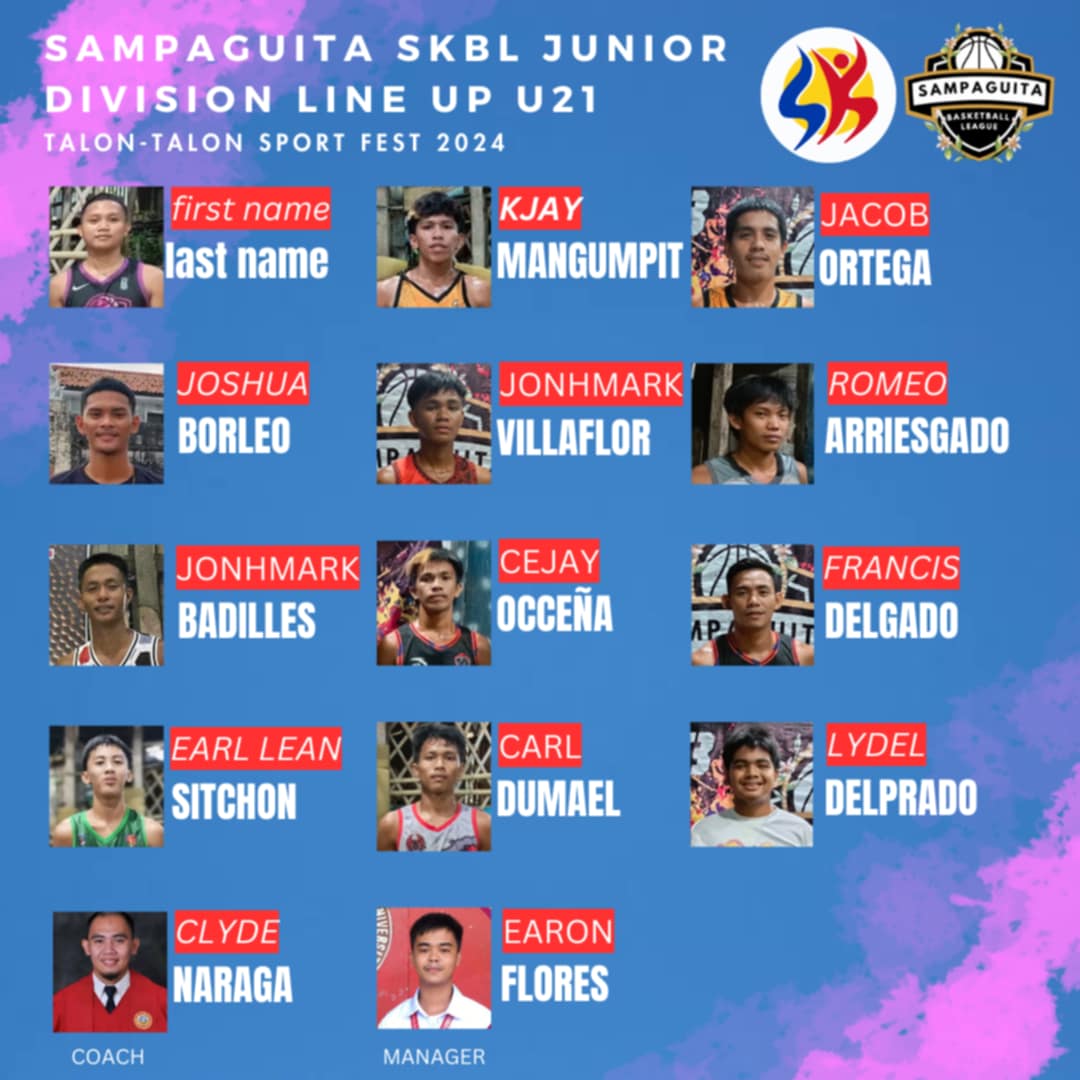 SAMPAGUITA SKBL JUNIOR
DIVISION LINE UP U21
TALON-TALON SPORT FEST 2024
SK
SAMPAGUITA
BASKETBALL
LEAGUE
first name
last name
KJAY
MANGUMPIT
JACOB
ORTEGA
JOSHUA
BORLEO
JONHMARK
VILLAFLOR
ROMEO
ARRIESGADO
JONHMARK
BADILLES
CEJAY
OCCEÑA
FRANCIS
DELGADO
EARL LEAN
SITCHON
CARL
DUMAEL
LYDEL
DELPRADO
CLYDE
NARAGA
COACH
EARON
FLORES
MANAGER